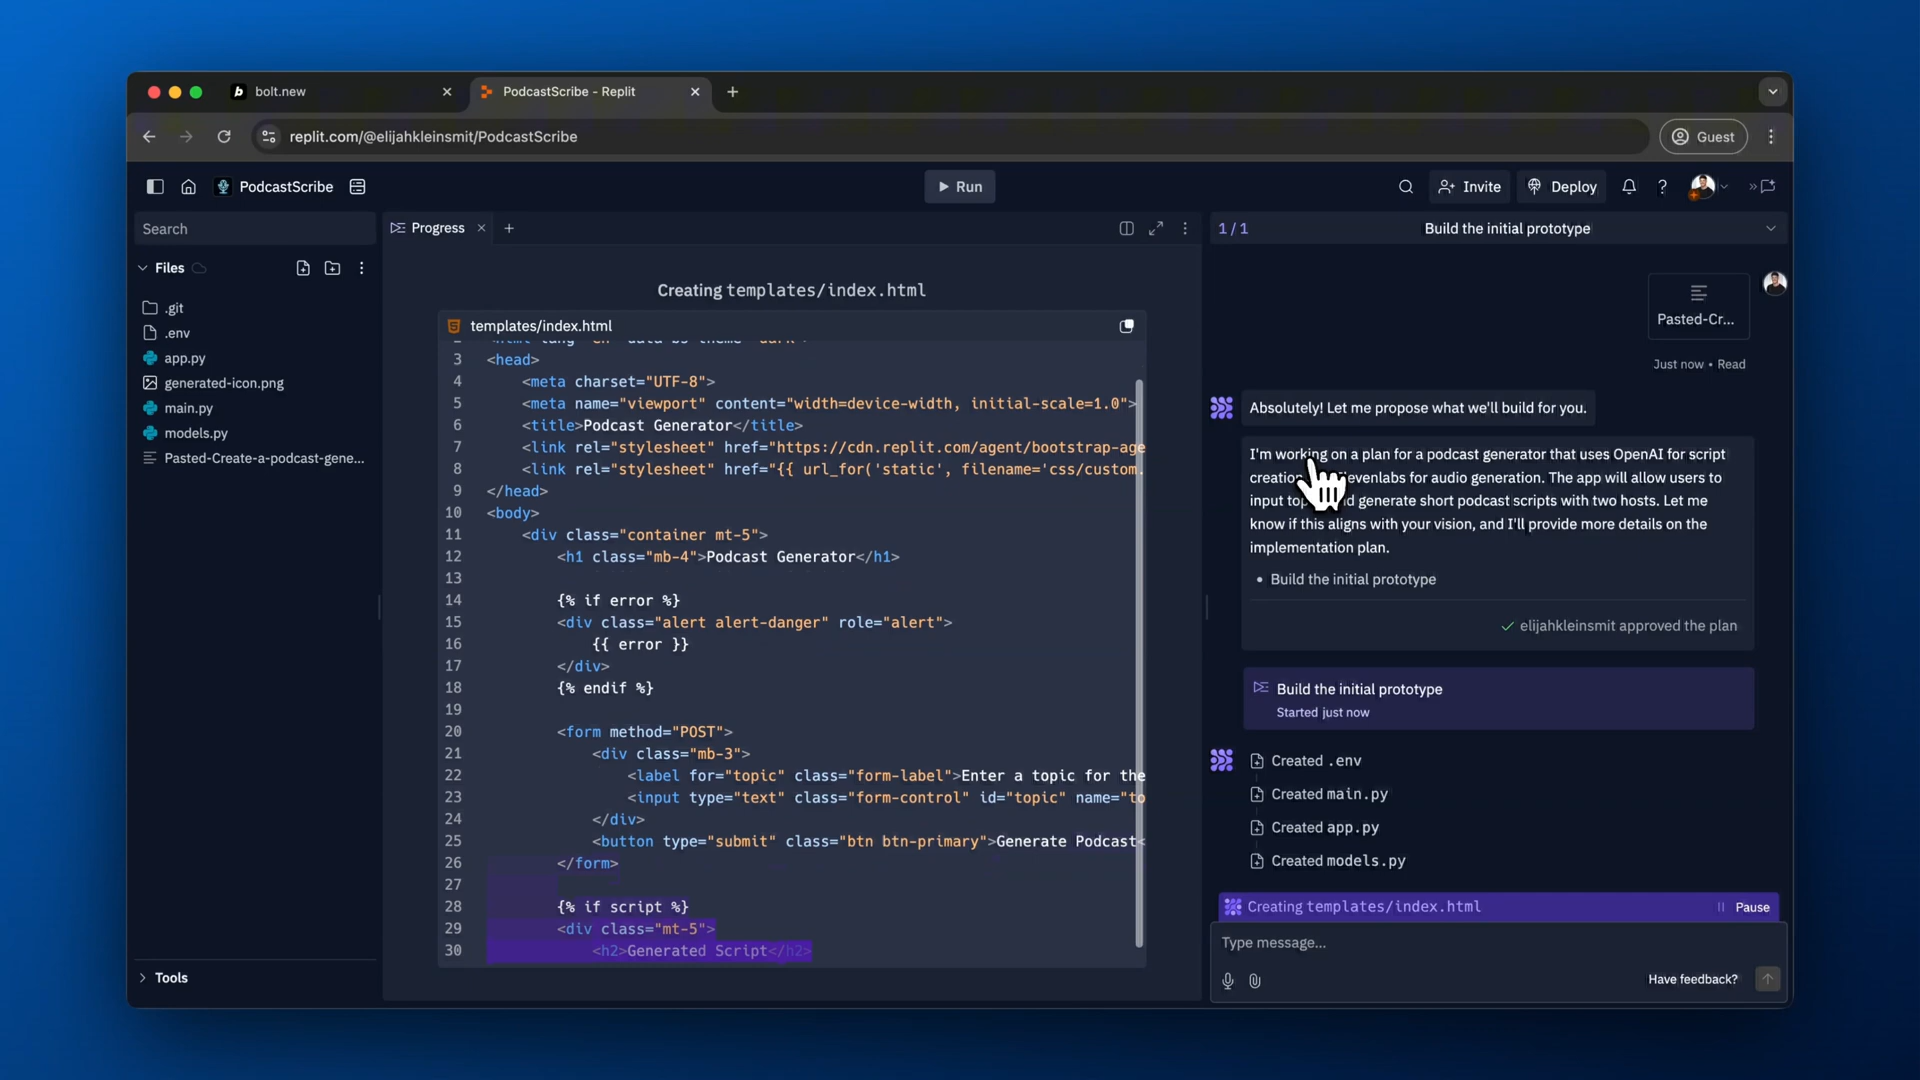 bolt.new
PodcastScribe - Replit
replit.com/@elijahkleinsmit/PodcastScribe
Guest
PodcastScribe
Run
Invite
Deploy
Search
Files
.git
.env
app.py
generated-icon.png
main.py
models.py
Pasted-Create-a-podcast-gene...
Tools
Progress
Creating templates/index.html
templates/index.html
3 <head>
4 <meta charset="UTF-8">
5 <meta name="viewport" content="width=device-width, initial-scale=1.0">
6 <title>Podcast Generator</title>
7 <link rel="stylesheet" href="https://cdn.replit.com/agent/bootstrap-age
8 <link rel="stylesheet" href="{{ url_for('static', filename='css/custom.
9 </head>
10 <body>
11 <div class="container mt-5">
12 <h1 class="mb-4">Podcast Generator</h1>
13
14 {% if error %}
15 <div class="alert alert-danger" role="alert">
16 {{ error }}
17 </div>
18 {% endif %}
19
20 <form method="POST">
21 <div class="mb-3">
22 <label for="topic" class="form-label">Enter a topic for the
23 <input type="text" class="form-control" id="topic" name="to
24 </div>
25 <button type="submit" class="btn btn-primary">Generate Podcast<
26 </form>
27
28 {% if script %}
29 <div class="mt-5">
30 <h2>Generated Script</h2>
1 / 1
Build the initial prototype
Pasted-Cr...
Just now • Read
Absolutely! Let me propose what we'll build for you.
I'm working on a plan for a podcast generator that uses OpenAI for script
evenlabs for audio generation. The app will allow users to
generate short podcast scripts with two hosts. Let me
know if this aligns with your vision, and I'll provide more details on the
implementation plan.
• Build the initial prototype
elijahkleinsmit approved the plan
Build the initial prototype
Started just now
Created .env
Created main.py
Created app.py
Created models.py
Creating templates/index.html
Pause
Type message...
Have feedback?